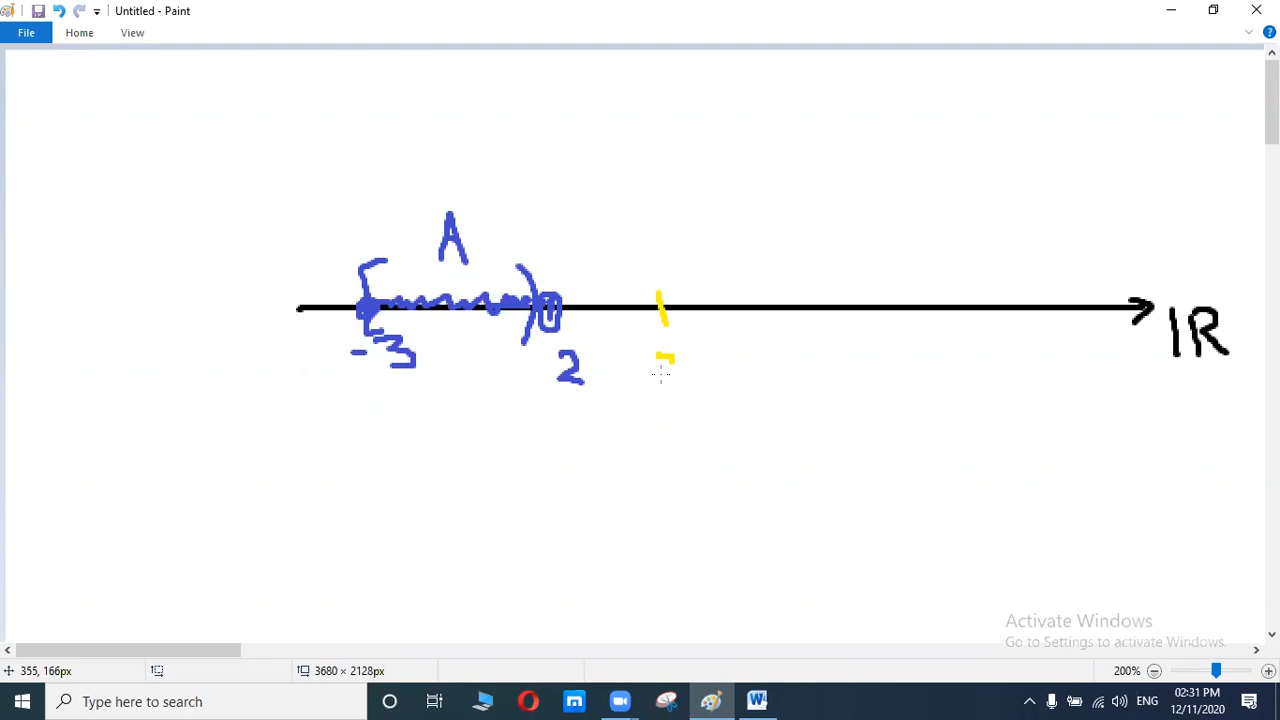 Untitled - Paint
File Home View
A
-3
2
IR
Activate Windows
Go to Settings to activate Windows.
355, 166px 3680 × 2128px 200%
Type here to search
W
ENG
02:31 PM
12/11/2020